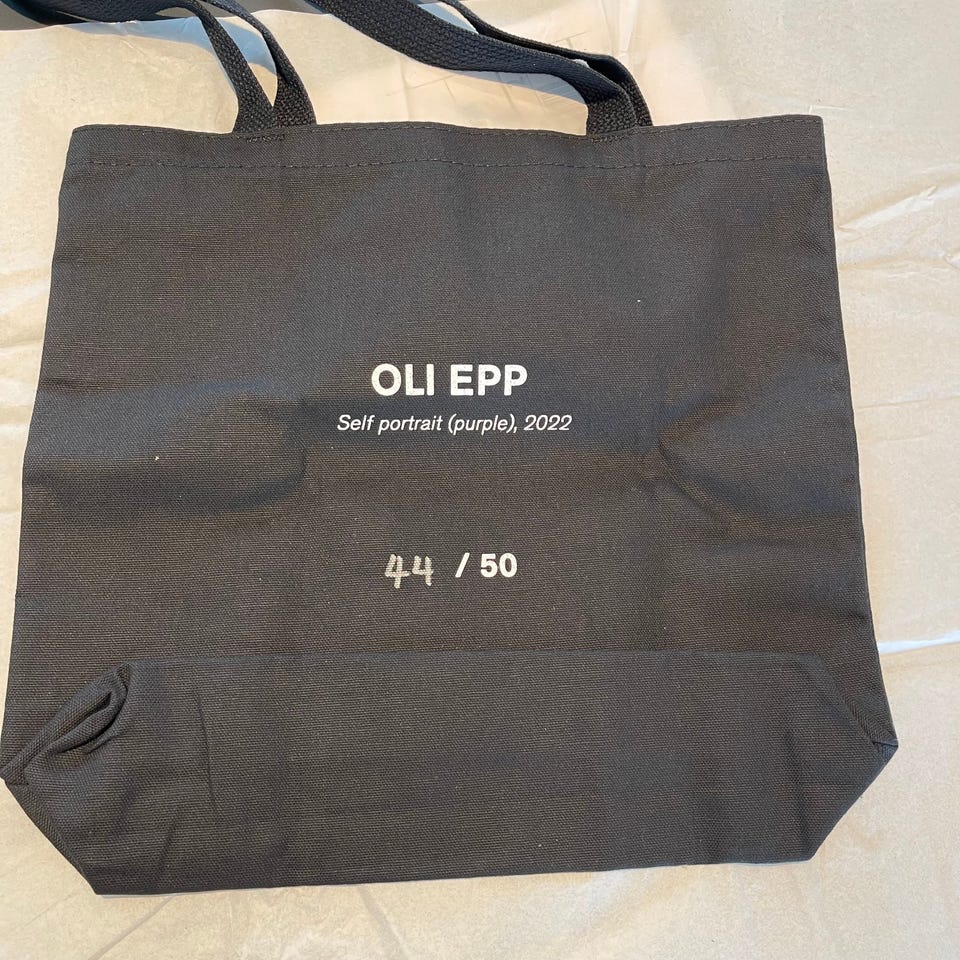 OLI EPP
Self portrait (purple), 2022
44 / 50